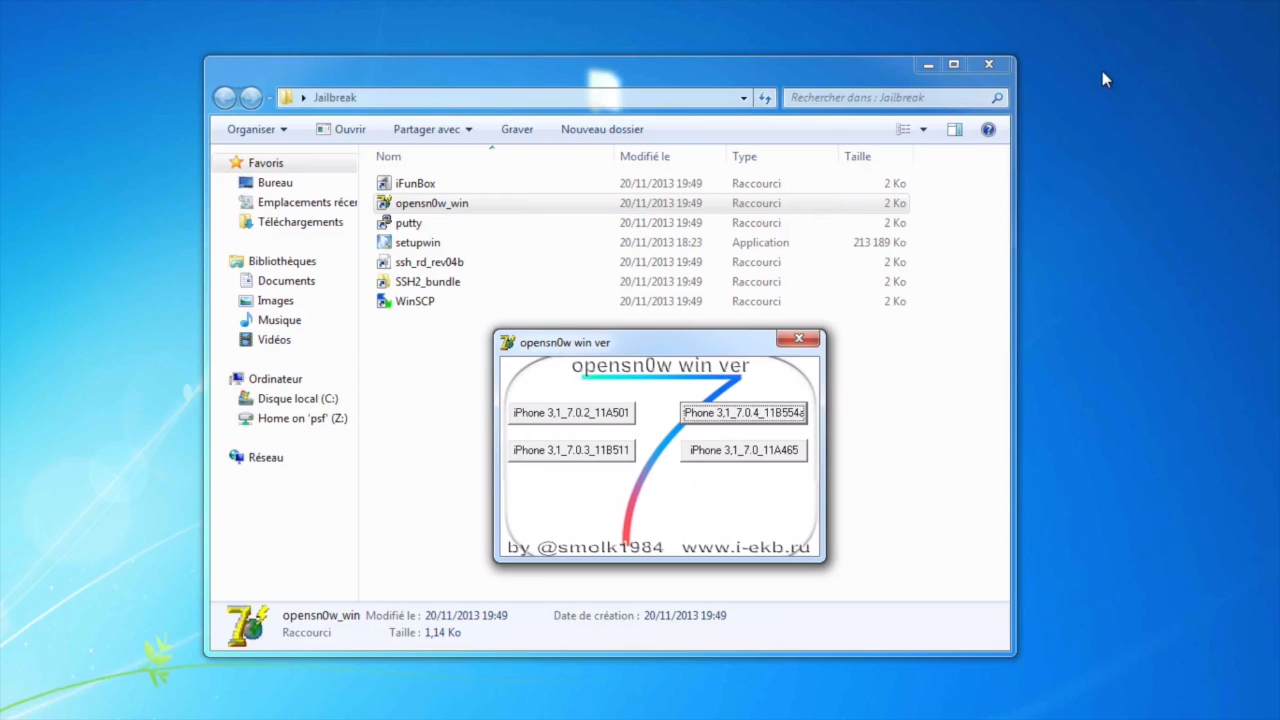 Jailbreak
Rechercher dans : Jailbreak
Organiser
Ouvrir
Partager avec
Graver
Nouveau dossier
Nom
Modifié le
Type
Taille
Favoris
Bureau
Emplacements récer
Téléchargements
Bibliothèques
Documents
Images
Musique
Vidéos
Ordinateur
Disque local (C:)
Home on 'psf' (Z:)
Réseau
iFunBox 20/11/2013 19:49 Raccourci 2 Ko
opensn0w_win 20/11/2013 19:49 Raccourci 2 Ko
putty 20/11/2013 19:49 Raccourci 2 Ko
setupwin 20/11/2013 18:23 Application 213 189 Ko
ssh_rd_rev04b 20/11/2013 19:49 Raccourci 2 Ko
SSH2_bundle 20/11/2013 19:49 Raccourci 2 Ko
WinSCP 20/11/2013 19:49 Raccourci 2 Ko
opensn0w win ver
opensn0w win ver
iPhone 3,1_7.0.2_11A501
iPhone 3,1_7.0.4_11B554a
iPhone 3,1_7.0.3_11B511
iPhone 3,1_7.0_11A465
by @smolk1984 www.i-ekb.ru
opensn0w_win Modifié le : 20/11/2013 19:49 Date de création : 20/11/2013 19:49
Raccourci Taille : 1,14 Ko